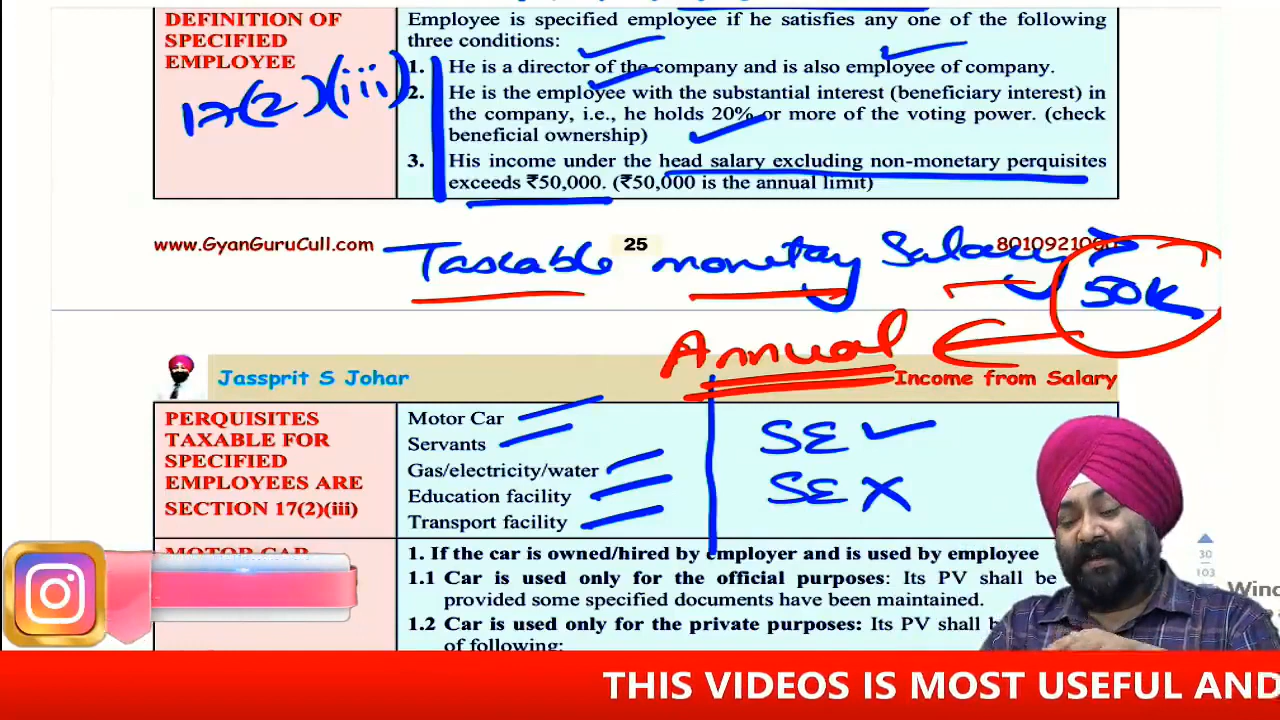 DEFINITION OF
SPECIFIED
EMPLOYEE
17(2)(iii)
Employee is specified employee if he satisfies any one of the following
three conditions:
1. He is a director of the company and is also employee of company.
2. He is the employee with the substantial interest (beneficiary interest) in
the company, i.e., he holds 20% or more of the voting power. (check
beneficial ownership)
3. His income under the head salary excluding non-monetary perquisites
exceeds ₹50,000. (₹50,000 is the annual limit)
www.GyanGuruCull.com 25 8010921000
Taxable monetary Salary > 50K
Annual
Jassprit S Johar Income from Salary
PERQUISITES
TAXABLE FOR
SPECIFIED
EMPLOYEES ARE
SECTION 17(2)(iii)
Motor Car
Servants
Gas/electricity/water
Education facility
Transport facility
SE ✓
SE X
MOTOR CAR
1. If the car is owned/hired by employer and is used by employee
1.1 Car is used only for the official purposes: Its PV shall be
provided some specified documents have been maintained.
1.2 Car is used only for the private purposes: Its PV shall b
of following:
30
103
Wind
THIS VIDEOS IS MOST USEFUL AND